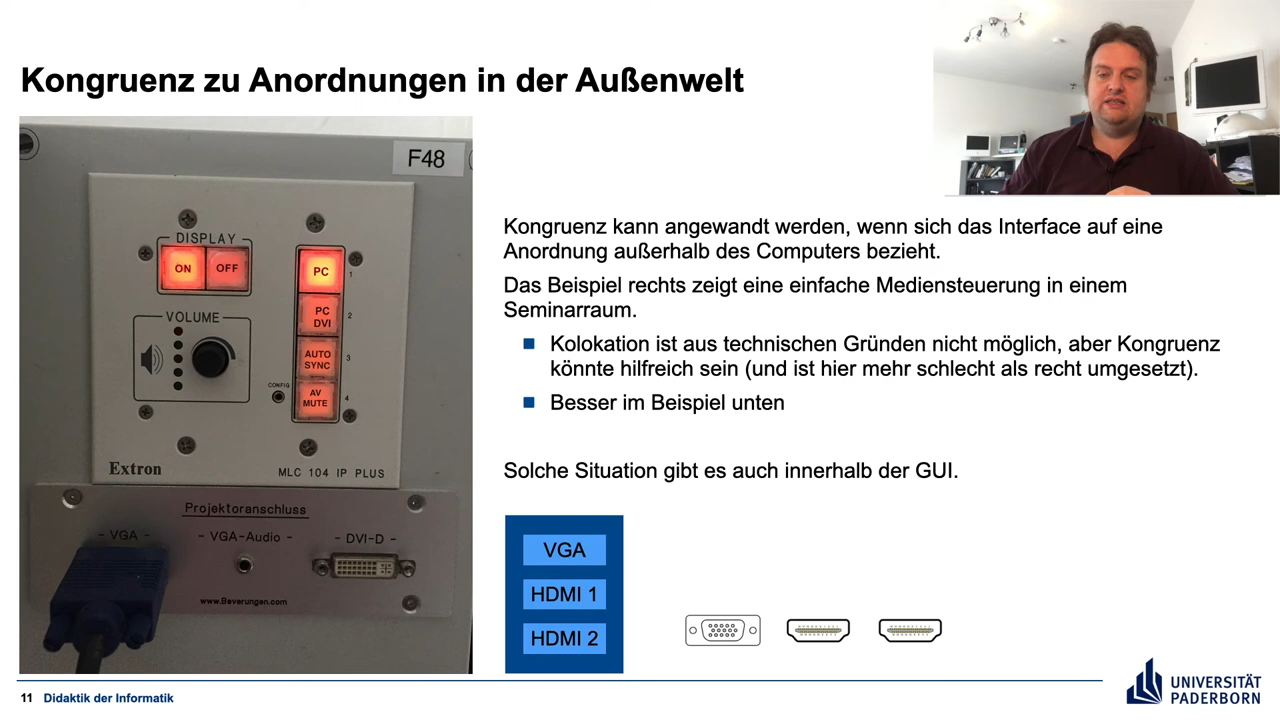 Kongruenz zu Anordnungen in der Außenwelt
F48
DISPLAY
ON OFF
VOLUME
PC 1
PC DVI 2
AUTO SYNC 3
CONFIG
AV MUTE 4
Extron
MLC 104 IP PLUS
Projektoranschluss
- VGA - - VGA-Audio - - DVI-D -
www.Beverungen.com
Kongruenz kann angewandt werden, wenn sich das Interface auf eine
Anordnung außerhalb des Computers bezieht.
Das Beispiel rechts zeigt eine einfache Mediensteuerung in einem
Seminarraum.
Kolokation ist aus technischen Gründen nicht möglich, aber Kongruenz
könnte hilfreich sein (und ist hier mehr schlecht als recht umgesetzt).
Besser im Beispiel unten
Solche Situation gibt es auch innerhalb der GUI.
VGA
HDMI 1
HDMI 2
11 Didaktik der Informatik
UNIVERSITÄT
PADERBORN